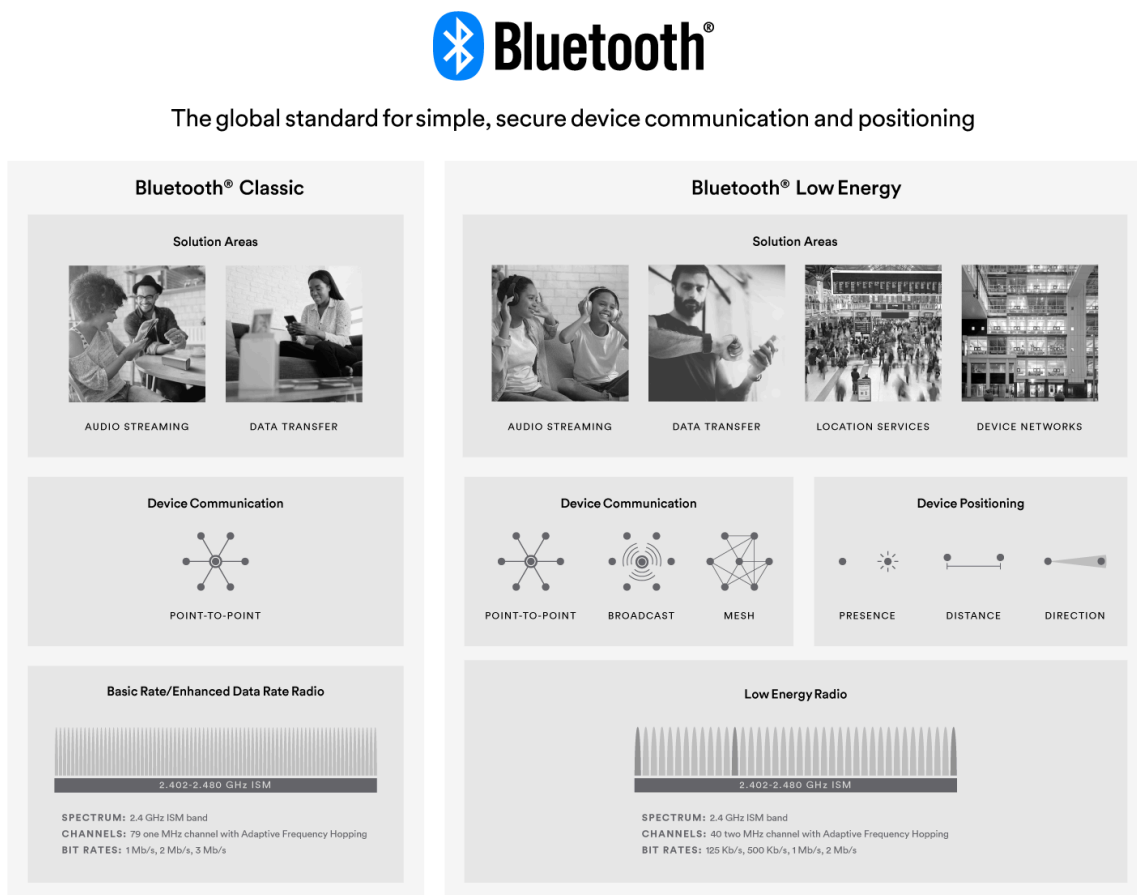 Bluetooth®
The global standard for simple, secure device communication and positioning
Bluetooth® Classic
Solution Areas
AUDIO STREAMING
DATA TRANSFER
Device Communication
POINT-TO-POINT
Basic Rate/Enhanced Data Rate Radio
2.402-2.480 GHz ISM
SPECTRUM: 2.4 GHz ISM band
CHANNELS: 79 one MHz channel with Adaptive Frequency Hopping
BIT RATES: 1 Mb/s, 2 Mb/s, 3 Mb/s
Bluetooth® Low Energy
Solution Areas
AUDIO STREAMING
DATA TRANSFER
LOCATION SERVICES
DEVICE NETWORKS
Device Communication
POINT-TO-POINT
BROADCAST
MESH
Device Positioning
PRESENCE
DISTANCE
DIRECTION
Low Energy Radio
2.402-2.480 GHz ISM
SPECTRUM: 2.4 GHz ISM band
CHANNELS: 40 two MHz channel with Adaptive Frequency Hopping
BIT RATES: 125 Kb/s, 500 Kb/s, 1 Mb/s, 2 Mb/s